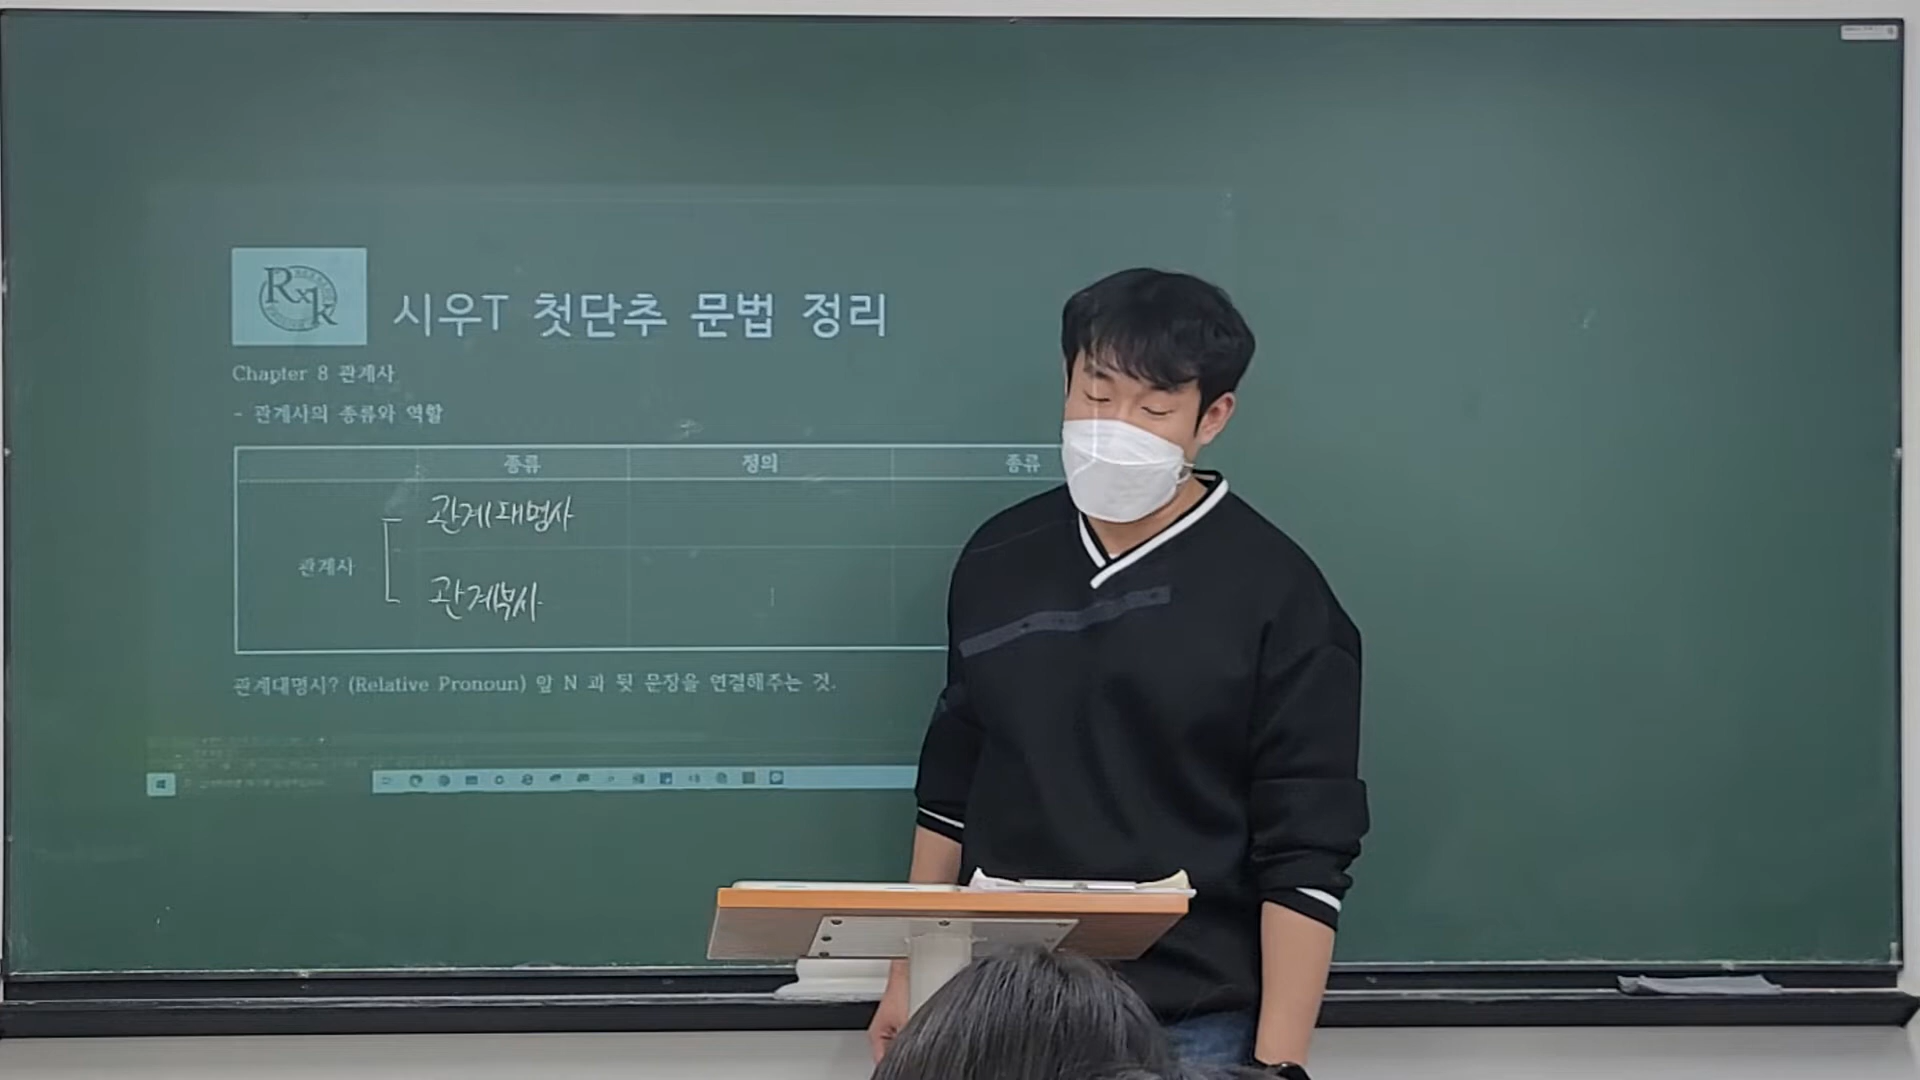 Rxk
시우T 첫단추 문법 정리
Chapter 8 관계사
- 관계사의 종류와 역할
종류 정의 종류
관계대명사
관계사
관계부사
관계대명사? (Relative Pronoun) 앞 N 과 뒷 문장을 연결해주는 것.